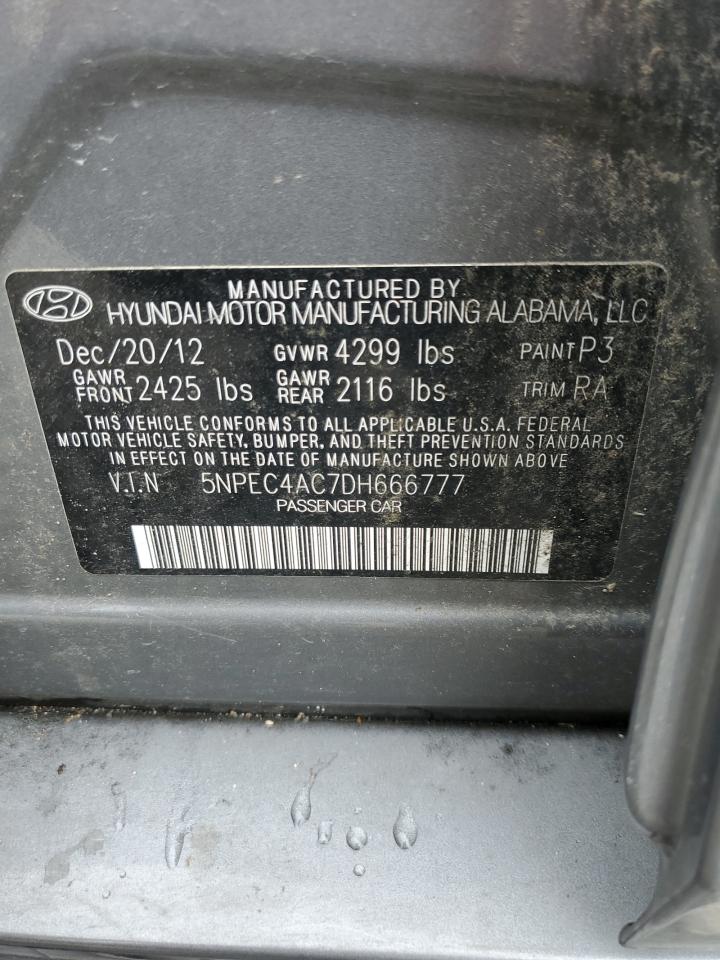 MANUFACTURED BY
HYUNDAI MOTOR MANUFACTURING ALABAMA, LLC
Dec/20/12 GVWR 4299 lbs PAINT P3
GAWR FRONT 2425 lbs GAWR REAR 2116 lbs TRIM RA
THIS VEHICLE CONFORMS TO ALL APPLICABLE U.S.A. FEDERAL
MOTOR VEHICLE SAFETY, BUMPER, AND THEFT PREVENTION STANDARDS
IN EFFECT ON THE DATE OF MANUFACTURE SHOWN ABOVE
V.I.N 5NPEC4AC7DH666777
PASSENGER CAR